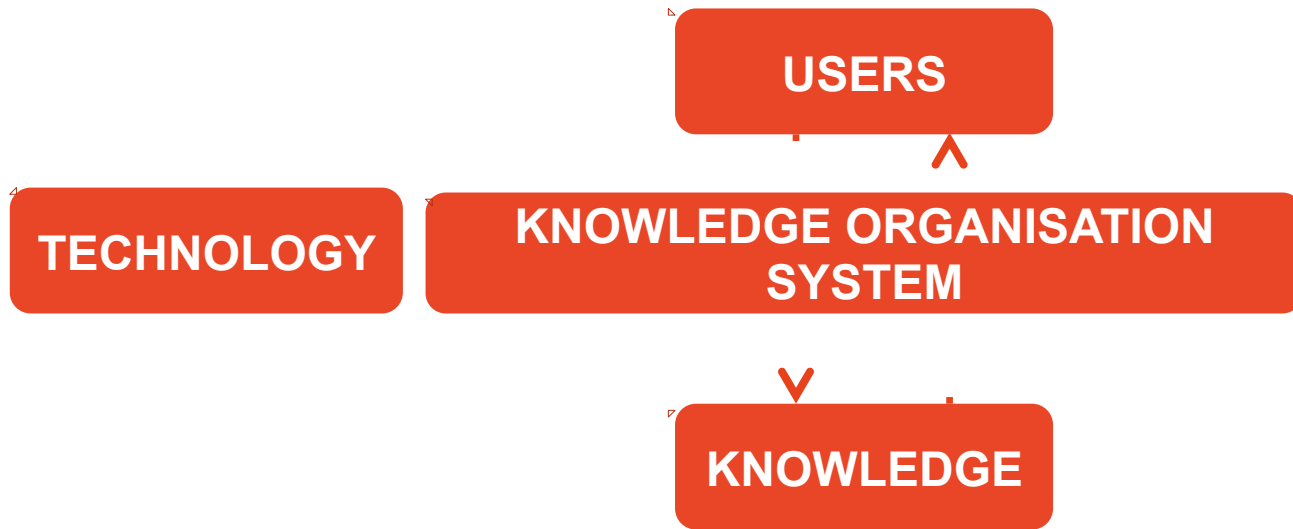 USERS
TECHNOLOGY
KNOWLEDGE ORGANISATION
SYSTEM
KNOWLEDGE